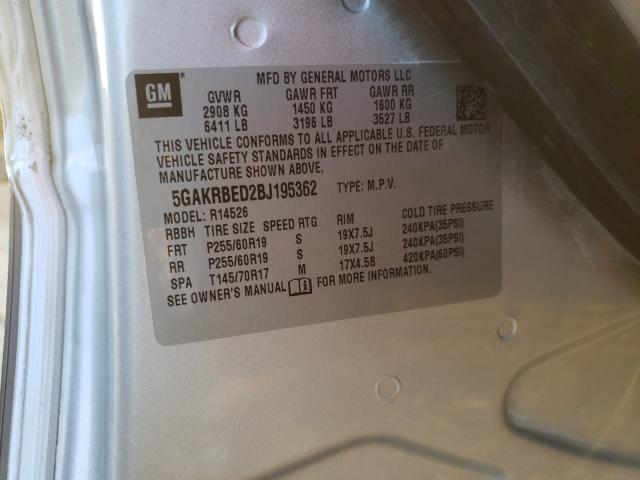 GM
MFD BY GENERAL MOTORS LLC
GVWR GAWR FRT GAWR RR
2908 KG 1450 KG 1600 KG
6411 LB 3196 LB 3527 LB
THIS VEHICLE CONFORMS TO ALL APPLICABLE U.S. FEDERAL MOTOR
VEHICLE SAFETY STANDARDS IN EFFECT ON THE DATE OF
MANUFACTURE SHOWN ABOVE.
5GAKRBED2BJ195362 TYPE: M.P.V.
MODEL: R14526
RBBH TIRE SIZE SPEED RTG RIM COLD TIRE PRESSURE
FRT P255/60R19 S 19X7.5J 240KPA(35PSI)
RR P255/60R19 S 19X7.5J 240KPA(35PSI)
SPA T145/70R17 M 17X4.5B 420KPA(60PSI)
SEE OWNER'S MANUAL FOR MORE INFORMATION.